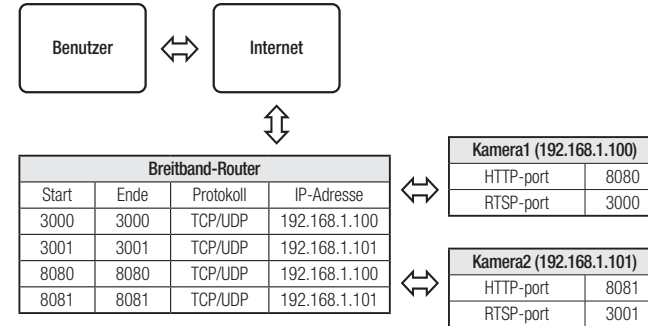 Benutzer
Internet
Breitband-Router
Start Ende Protokoll IP-Adresse
3000 3000 TCP/UDP 192.168.1.100
3001 3001 TCP/UDP 192.168.1.101
8080 8080 TCP/UDP 192.168.1.100
8081 8081 TCP/UDP 192.168.1.101
Kamera1 (192.168.1.100)
HTTP-port 8080
RTSP-port 3000
Kamera2 (192.168.1.101)
HTTP-port 8081
RTSP-port 3001